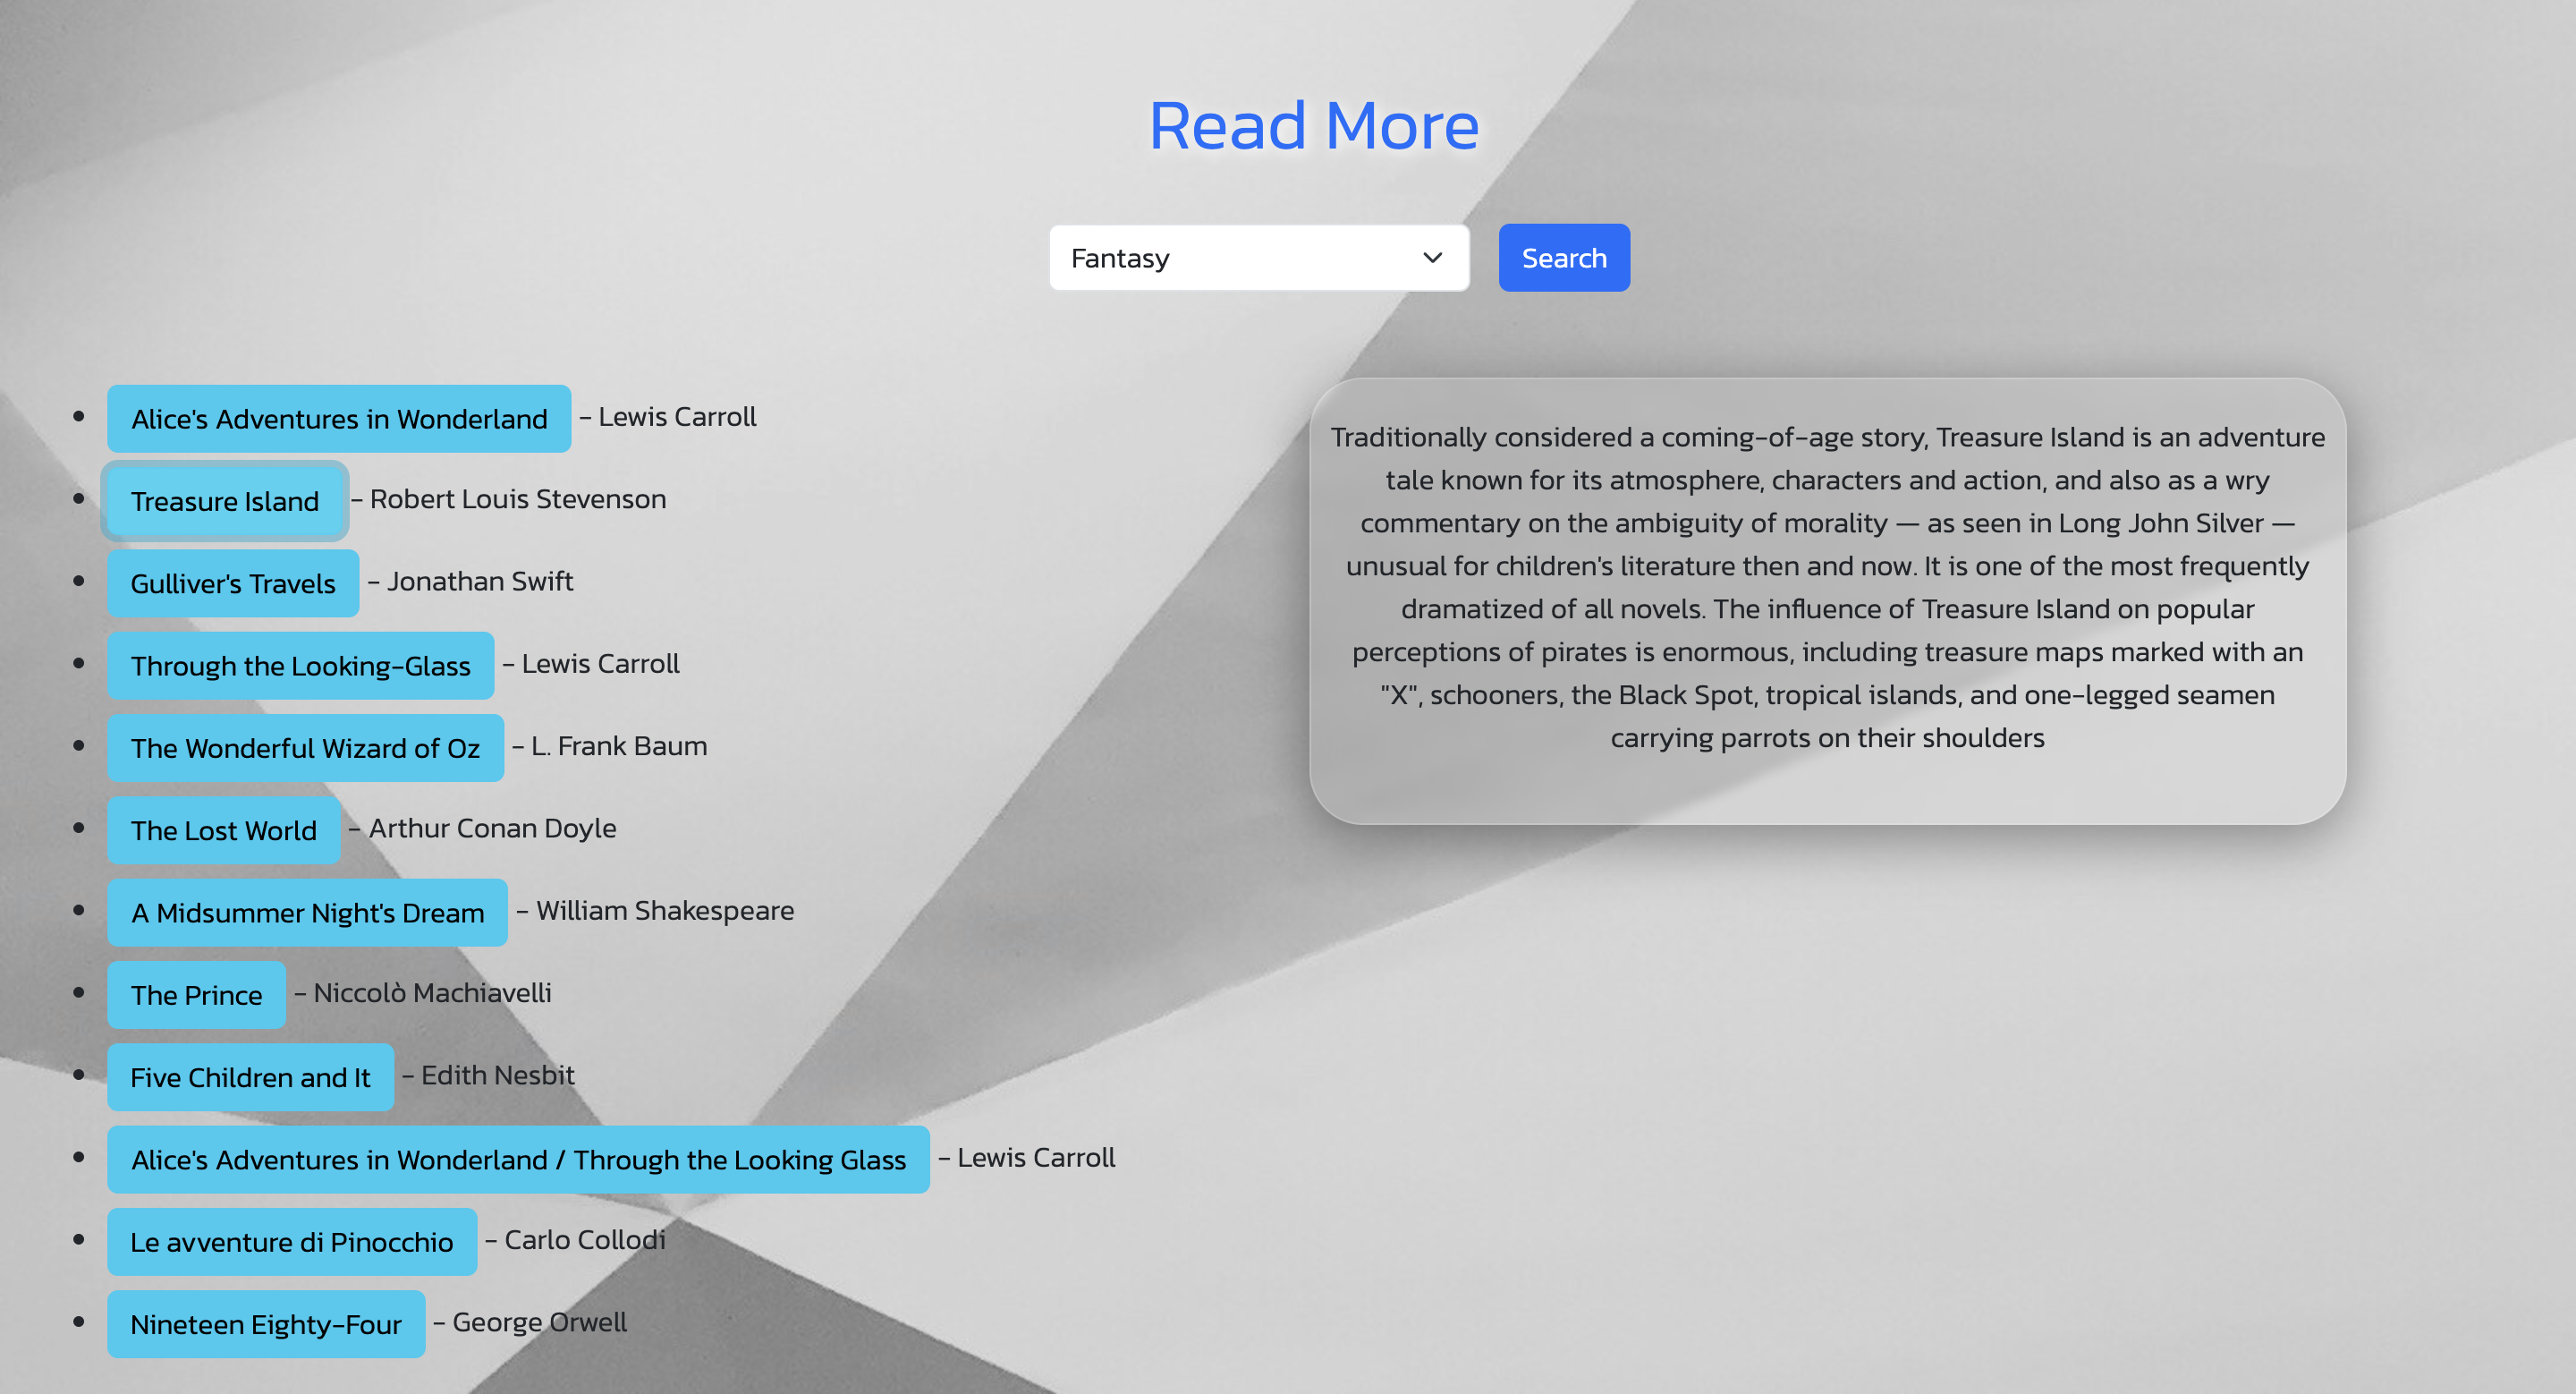 Read More
Fantasy
Search
Alice's Adventures in Wonderland - Lewis Carroll
Treasure Island - Robert Louis Stevenson
Gulliver's Travels - Jonathan Swift
Through the Looking-Glass - Lewis Carroll
The Wonderful Wizard of Oz - L. Frank Baum
The Lost World - Arthur Conan Doyle
A Midsummer Night's Dream - William Shakespeare
The Prince - Niccolò Machiavelli
Five Children and It - Edith Nesbit
Alice's Adventures in Wonderland / Through the Looking Glass - Lewis Carroll
Le avventure di Pinocchio - Carlo Collodi
Nineteen Eighty-Four - George Orwell
Traditionally considered a coming-of-age story, Treasure Island is an adventure
tale known for its atmosphere, characters and action, and also as a wry
commentary on the ambiguity of morality — as seen in Long John Silver —
unusual for children's literature then and now. It is one of the most frequently
dramatized of all novels. The influence of Treasure Island on popular
perceptions of pirates is enormous, including treasure maps marked with an
"X", schooners, the Black Spot, tropical islands, and one-legged seamen
carrying parrots on their shoulders